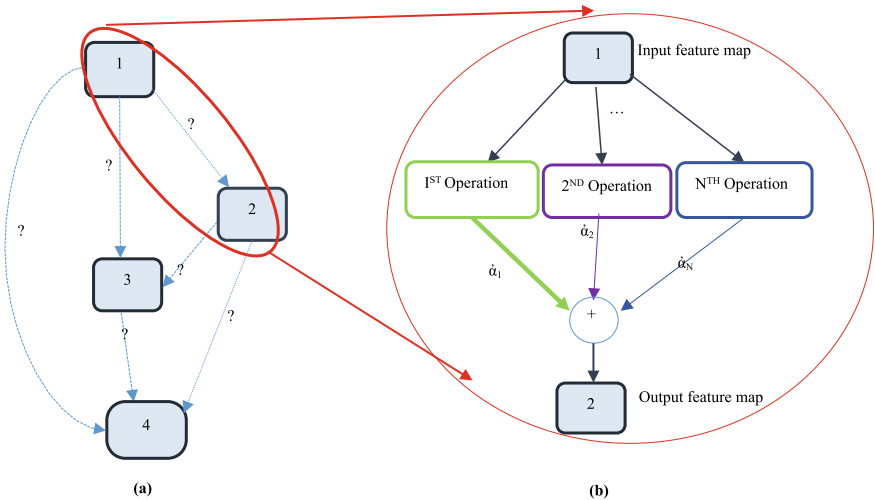 1
?
?
2
?
?
3
?
?
4
(a)
1 Input feature map
...
Iˢᵀ Operation
2ᴺᴰ Operation
Nᵀᴴ Operation
α̇₁
α̇₂
α̇N
+
2 Output feature map
(b)